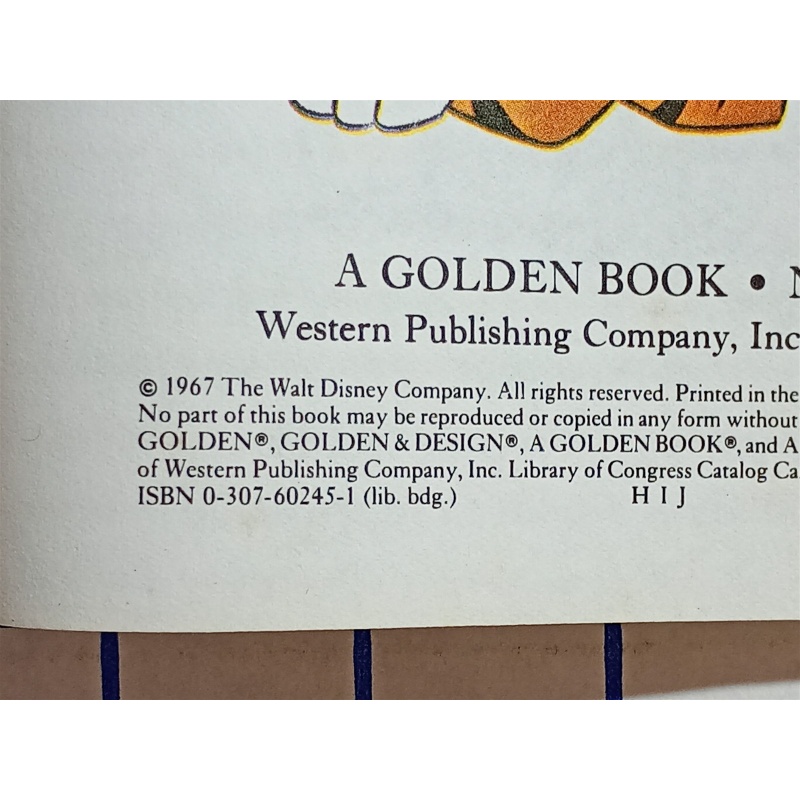 A GOLDEN BOOK •
Western Publishing Company, Inc
© 1967 The Walt Disney Company. All rights reserved. Printed in the
No part of this book may be reproduced or copied in any form without
GOLDEN®, GOLDEN & DESIGN®, A GOLDEN BOOK®, and A
of Western Publishing Company, Inc. Library of Congress Catalog Ca
ISBN 0-307-60245-1 (lib. bdg.) H I J